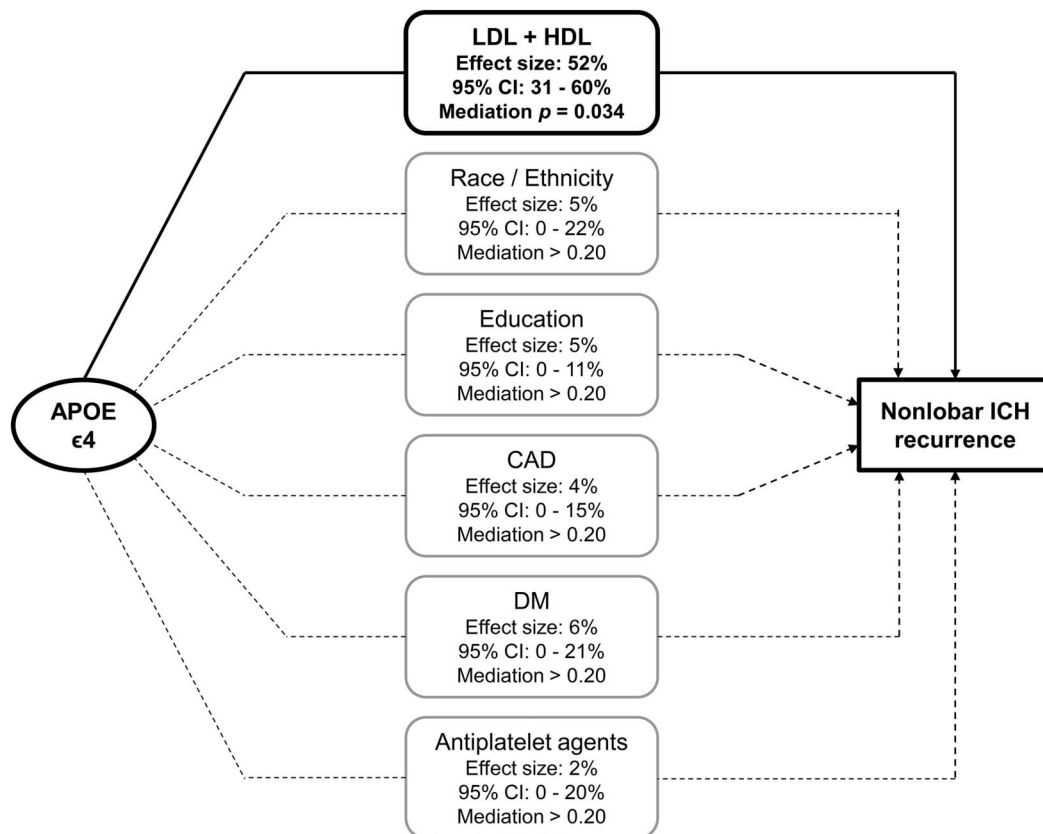 LDL + HDL
Effect size: 52%
95% CI: 31 - 60%
Mediation p = 0.034
Race / Ethnicity
Effect size: 5%
95% CI: 0 - 22%
Mediation > 0.20
Education
Effect size: 5%
95% CI: 0 - 11%
Mediation > 0.20
APOE
ϵ4
Nonlobar ICH
recurrence
CAD
Effect size: 4%
95% CI: 0 - 15%
Mediation > 0.20
DM
Effect size: 6%
95% CI: 0 - 21%
Mediation > 0.20
Antiplatelet agents
Effect size: 2%
95% CI: 0 - 20%
Mediation > 0.20